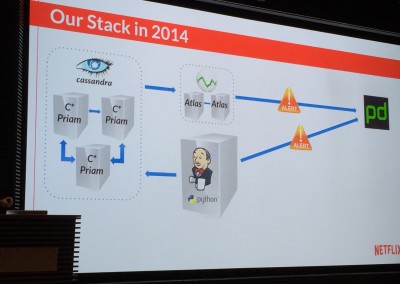 Our Stack in 2014
cassandra
C*
Priam
C*
Priam
C*
Priam
Atlas
Atlas
ALERT
ALERT
pd
python
NETFLIX